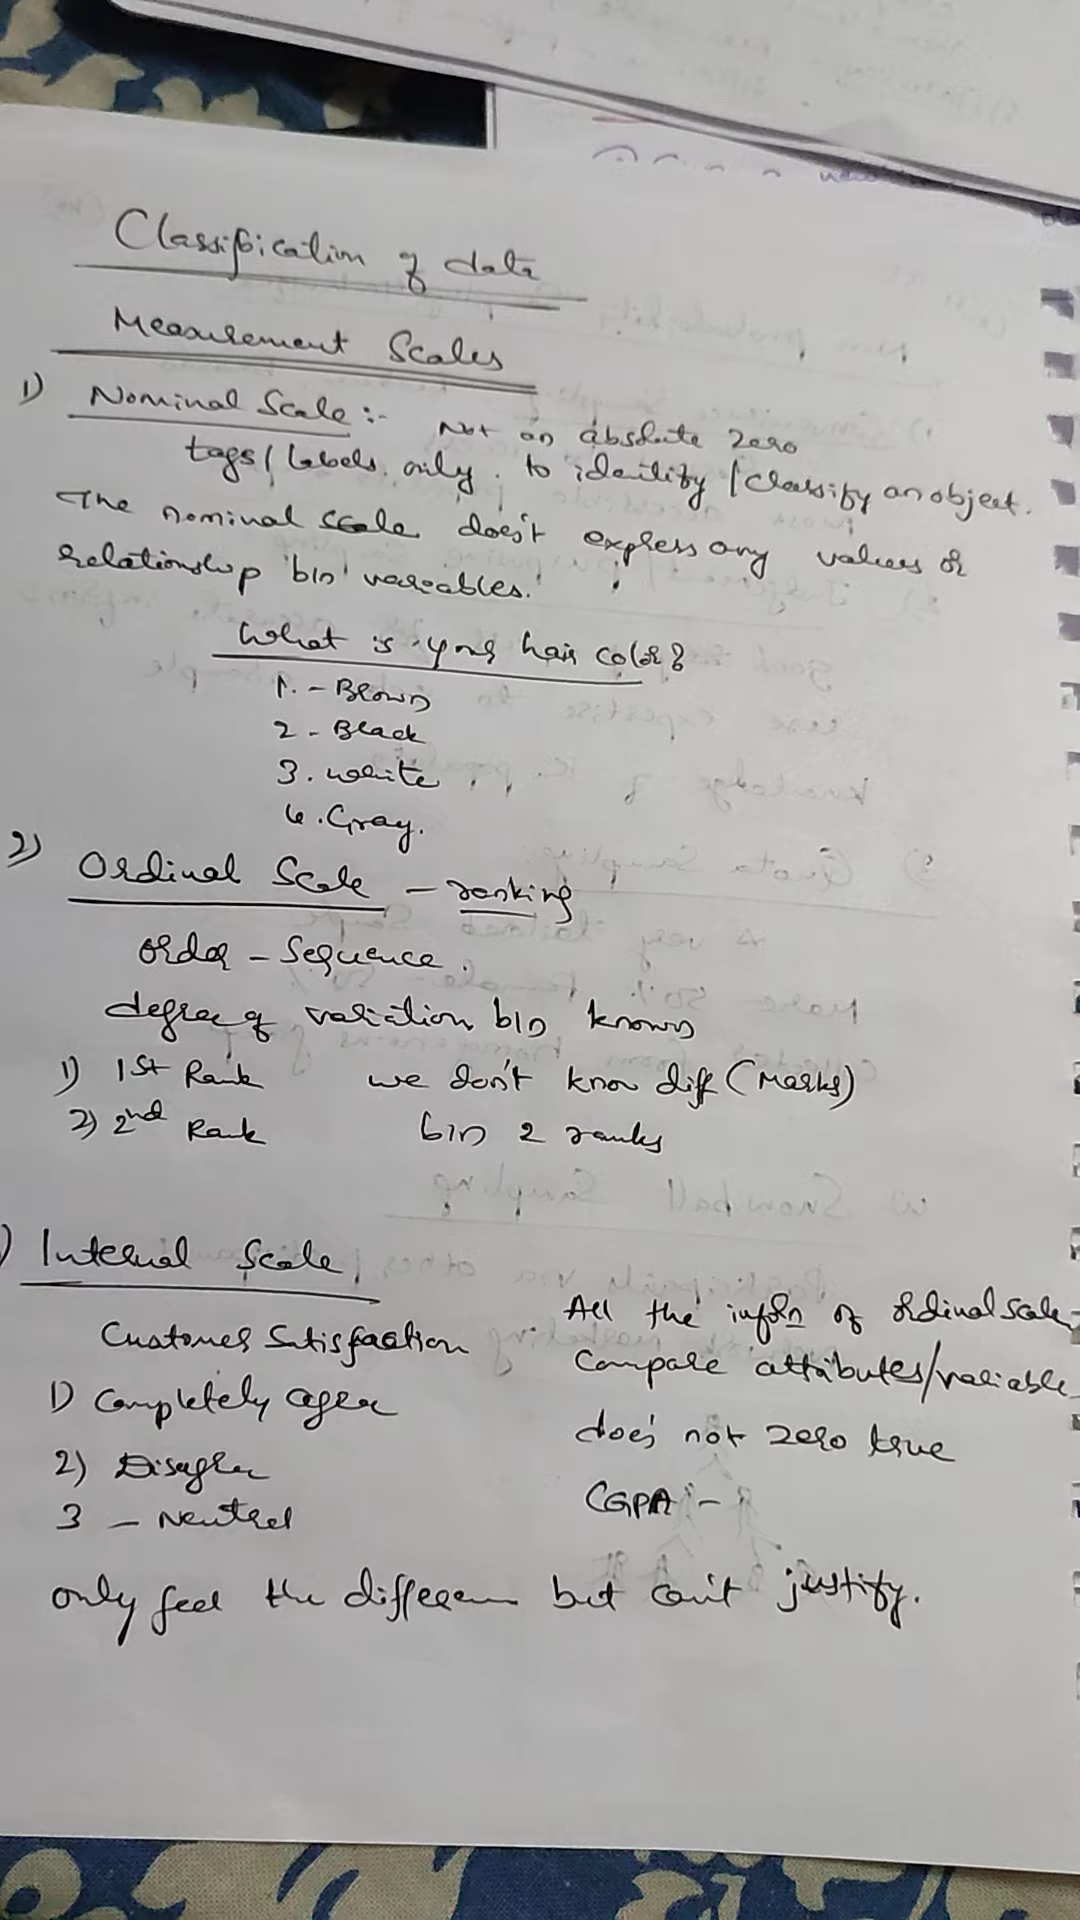 Classification of data
Measurement Scales
1) Nominal Scale :- Not an absolute zero
tags/labels only. to identify/classify an object.
The nominal scale does't express any values or
relationship b/n variables.
What is your hair color?
1. - Brown
2 - Black
3. white
4. Gray.
2) Ordinal Scale - ranking
order - Sequence.
degree of variation b/n known
1) 1st Rank we don't know diff (Marks)
2) 2nd Rank b/n 2 ranks
) Interval Scale
All the infon of ordinal scale
Customer Satisfaction
Compare attributes/variable
1) Completely agree
does not zero true
2) Disagree
CGPA :-
3 - Neutral
only feel the differen but can't justify.